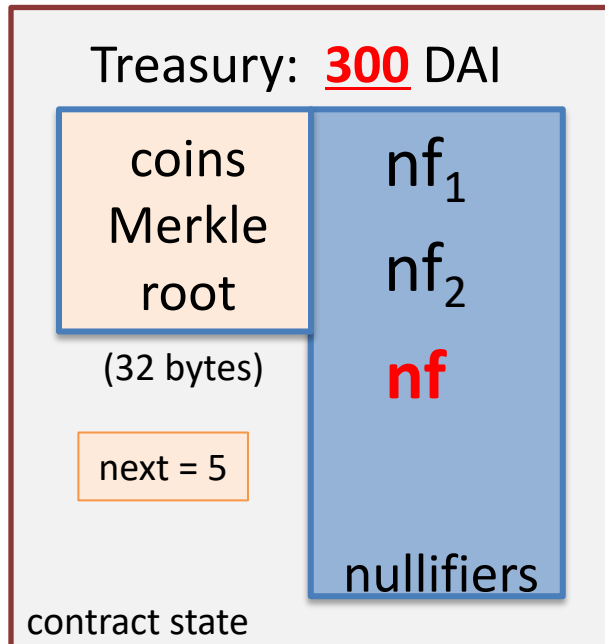 Treasury: 300 DAI
coins
Merkle
root
(32 bytes)
next = 5
nf₁
nf₂
nf
nullifiers
contract state